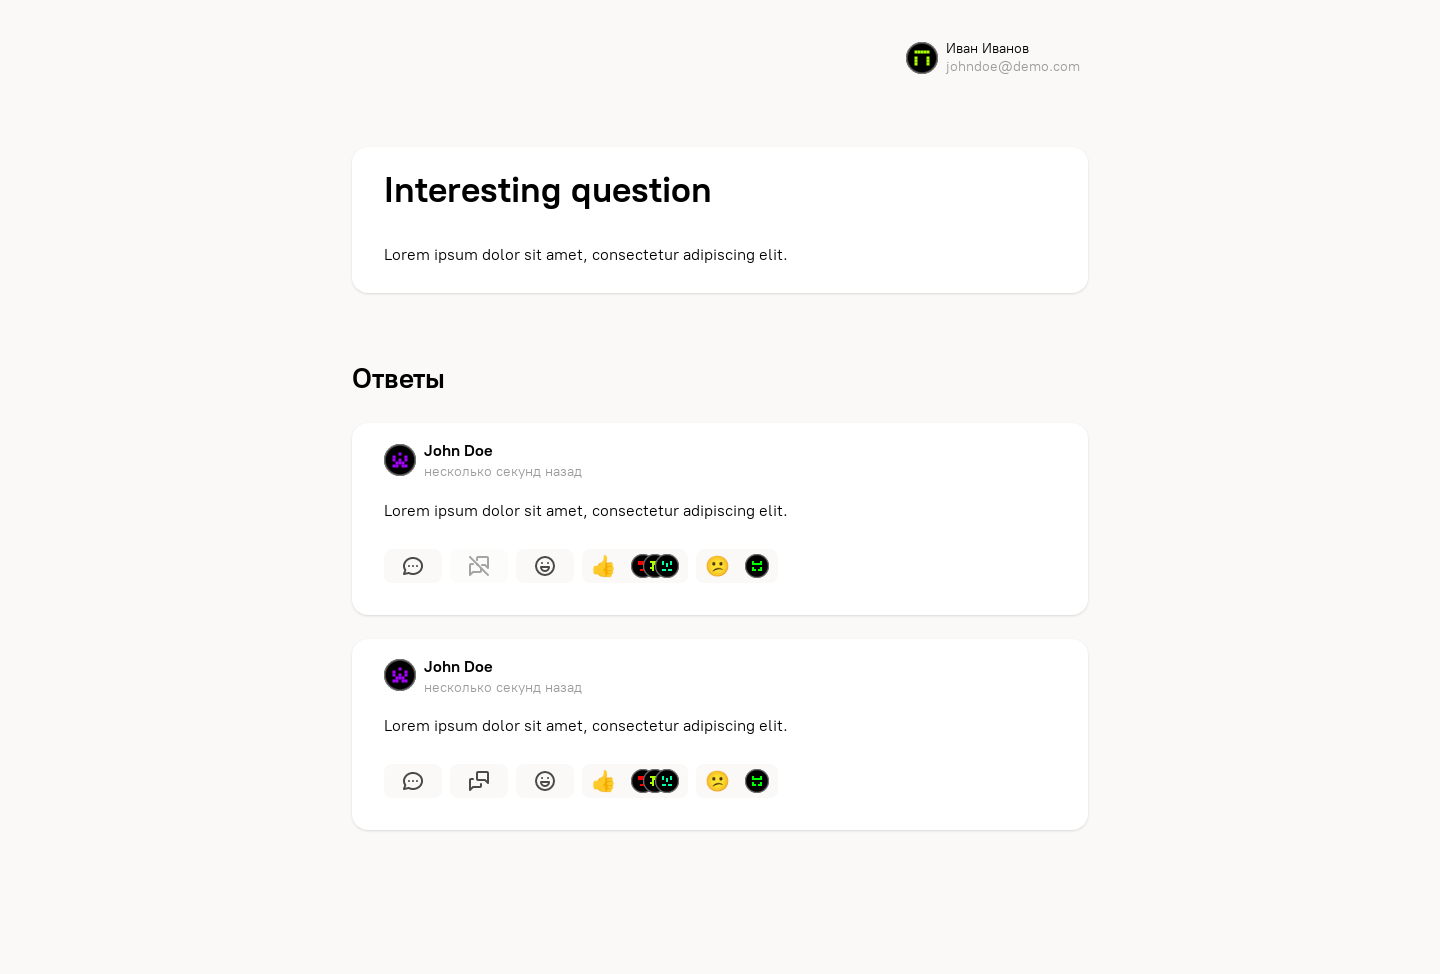 Иван Иванов
johndoe@demo.com
Interesting question
Lorem ipsum dolor sit amet, consectetur adipiscing elit.
Ответы
John Doe
несколько секунд назад
Lorem ipsum dolor sit amet, consectetur adipiscing elit.
John Doe
несколько секунд назад
Lorem ipsum dolor sit amet, consectetur adipiscing elit.